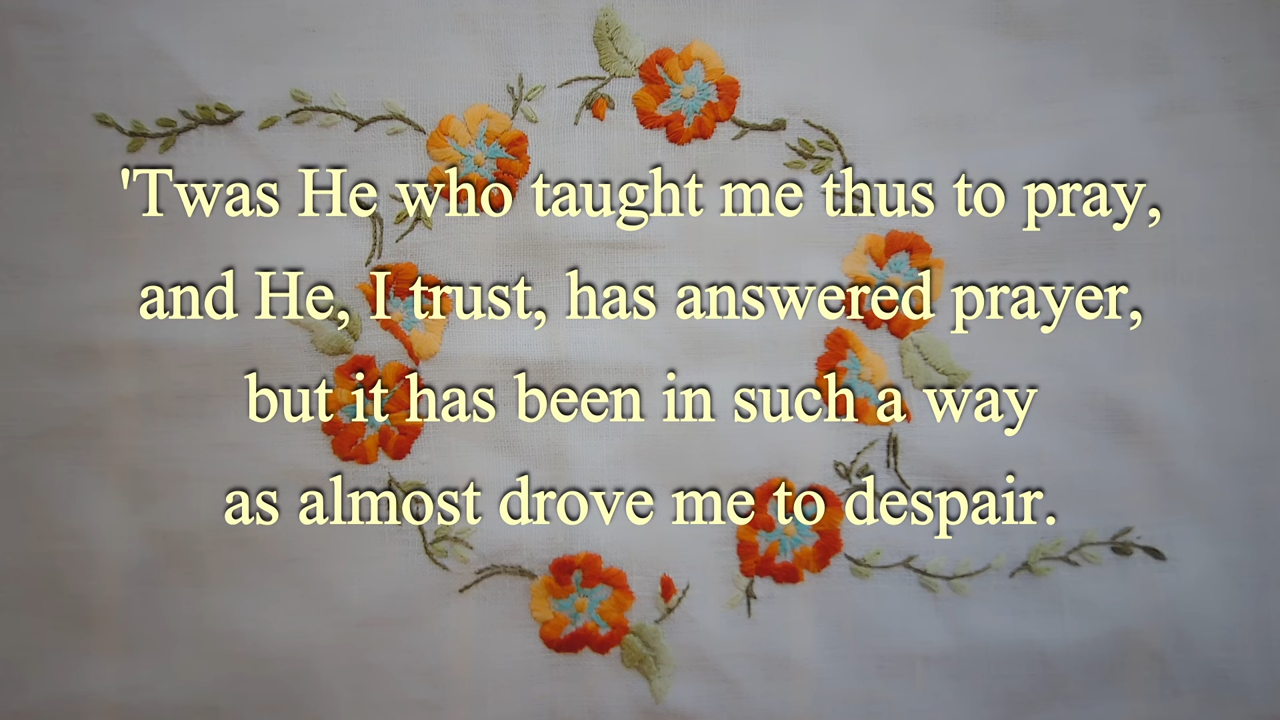 'Twas He who taught me thus to pray,
and He, I trust, has answered prayer,
but it has been in such a way
as almost drove me to despair.